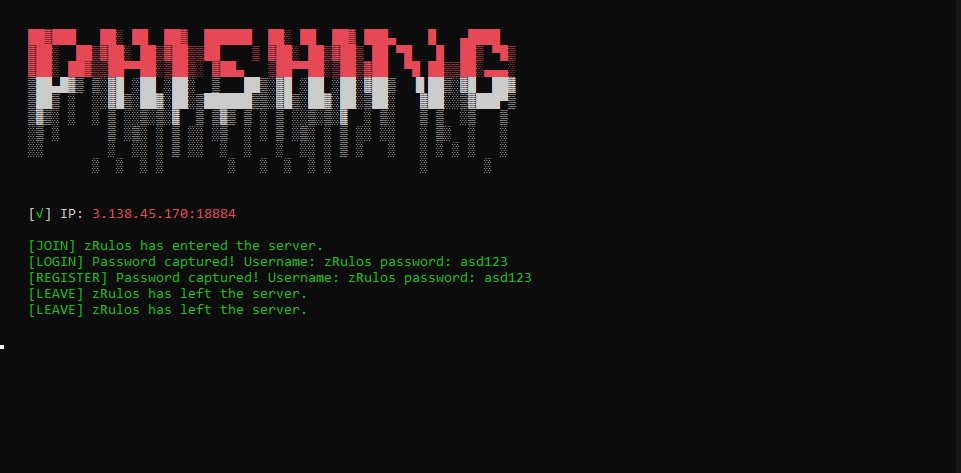 PHISHING
[√] IP: 3.138.45.170:18884
[JOIN] zRulos has entered the server.
[LOGIN] Password captured! Username: zRulos password: asd123
[REGISTER] Password captured! Username: zRulos password: asd123
[LEAVE] zRulos has left the server.
[LEAVE] zRulos has left the server.